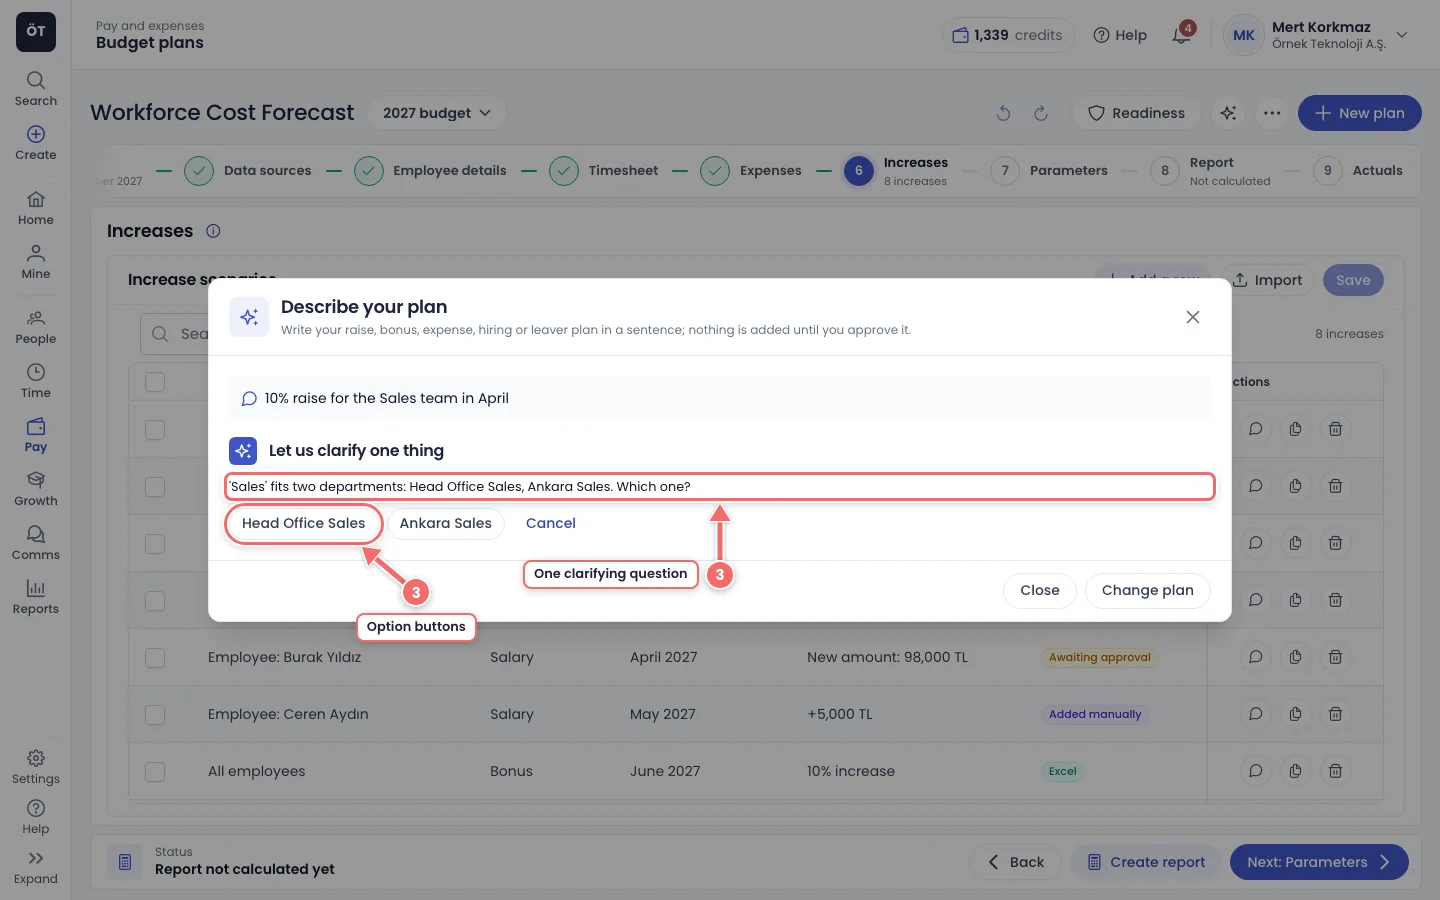 ÖT
Pay and expenses
Budget plans
1,339 credits
Help
4
MK
Mert Korkmaz
Örnek Teknoloji A.Ş.
Search
Create
Home
Mine
People
Time
Pay
Growth
Comms
Reports
Settings
Help
Expand
Workforce Cost Forecast
2027 budget
Readiness
New plan
2027
Data sources
Employee details
Timesheet
Expenses
6
Increases
8 increases
7
Parameters
8
Report
Not calculated
9
Actuals
Increases
Increase scenarios
Import
Save
8 increases
Describe your plan
Write your raise, bonus, expense, hiring or leaver plan in a sentence; nothing is added until you approve it.
10% raise for the Sales team in April
Let us clarify one thing
'Sales' fits two departments: Head Office Sales, Ankara Sales. Which one?
Head Office Sales
Ankara Sales
Cancel
3
Option buttons
One clarifying question
3
Close
Change plan
Employee: Burak Yıldız
Salary
April 2027
New amount: 98,000 TL
Awaiting approval
Employee: Ceren Aydın
Salary
May 2027
+5,000 TL
Added manually
All employees
Bonus
June 2027
10% increase
Excel
Status
Report not calculated yet
Back
Create report
Next: Parameters